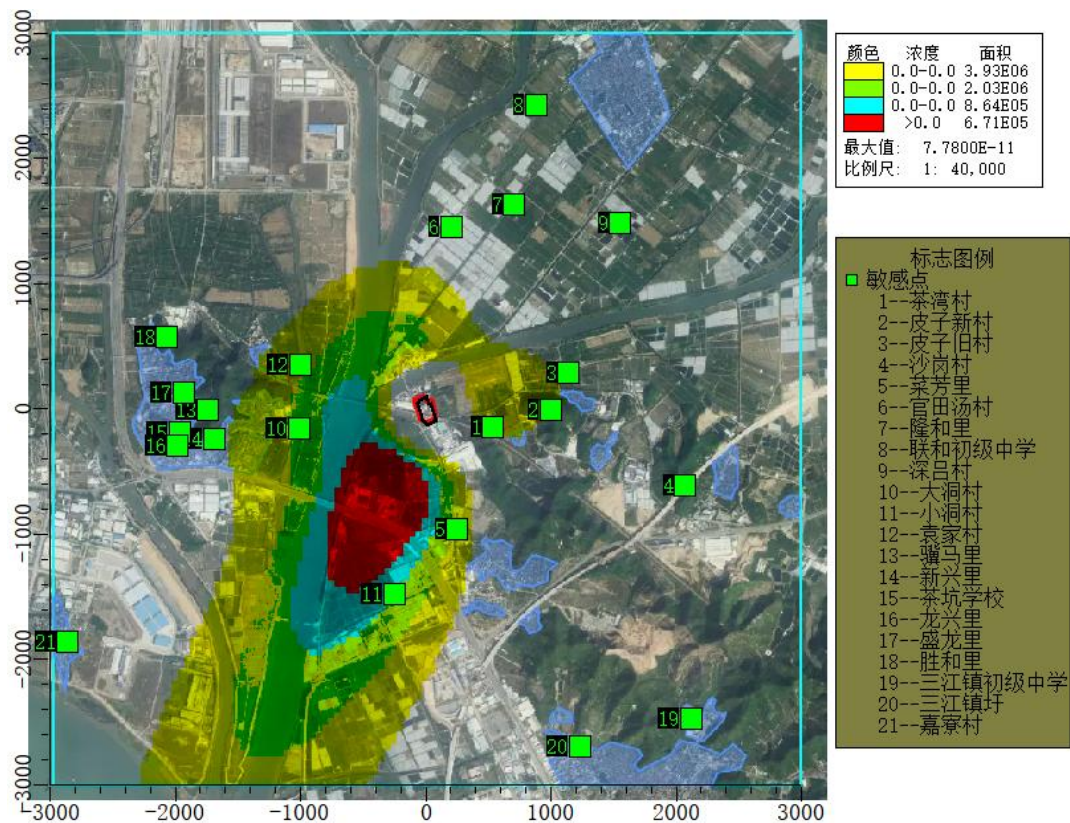 颜色 浓度 面积
0.0-0.0 3.93E06
0.0-0.0 2.03E06
0.0-0.0 8.64E05
>0.0 6.71E05
最大值: 7.7800E-11
比例尺: 1: 40,000
标志图例
敏感点
1--茶湾村
2--皮子新村
3--皮子旧村
4--沙岗村
5--菜芳里
6--官田汤村
7--隆和里
8--联和初级中学
9--深吕村
10--大洞村
11--小洞村
12--袁家村
13--骥马里
14--新兴里
15--茶坑学校
16--龙兴里
17--盛龙里
18--胜和里
19--三江镇初级中学
20--三江镇圩
21--嘉寮村
3000
2000
1000
0
-1000
-2000
-3000
-3000 -2000 -1000 0 1000 2000 3000
8
7
6
9
18
12
3
17
13
2
10
1
15
4
16
4
5
11
21
19
20